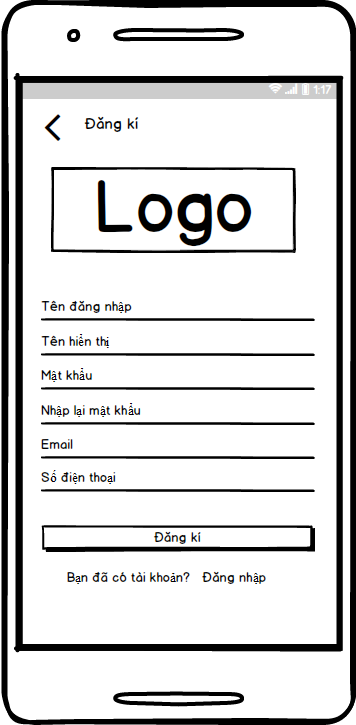 1:17
Đăng kí
Logo
Tên đăng nhập
Tên hiển thị
Mật khẩu
Nhập lại mật khẩu
Email
Số điện thoại
Đăng kí
Bạn đã có tài khoản? Đăng nhập